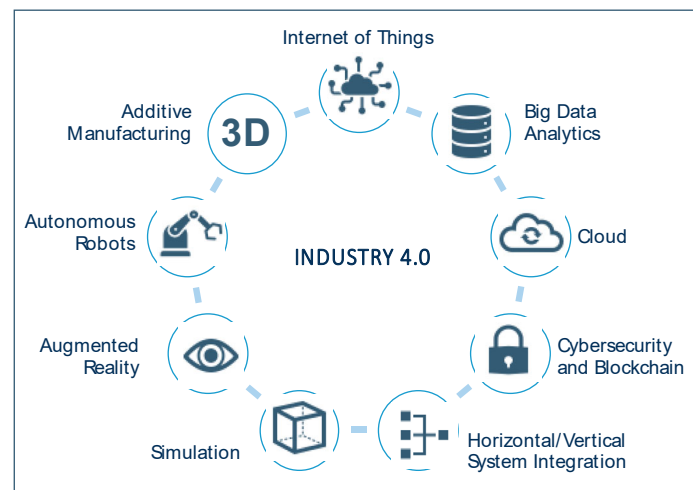 Internet of Things
Additive
Manufacturing
3D
Big Data
Analytics
Autonomous
Robots
INDUSTRY 4.0
Cloud
Augmented
Reality
Cybersecurity
and Blockchain
Simulation
Horizontal/Vertical
System Integration